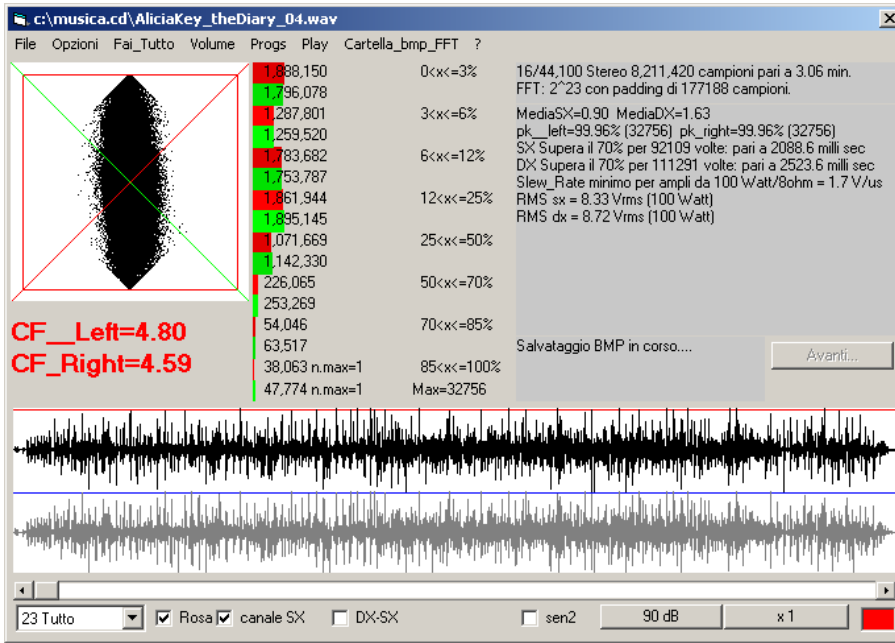 c:\musica.cd\AliciaKey_theDiary_04.wav
File Opzioni Fai_Tutto Volume Progs Play Cartella_bmp_FFT ?
1,888,150 0<x<=3%
1,796,078
1,287,801 3<x<=6%
1,259,520
1,783,682 6<x<=12%
1,753,787
1,861,944 12<x<=25%
1,895,145
1,071,669 25<x<=50%
1,142,330
226,065 50<x<=70%
253,269
54,046 70<x<=85%
63,517
38,063 n.max=1 85<x<=100%
47,774 n.max=1 Max=32756
16/44,100 Stereo 8,211,420 campioni pari a 3.06 min.
FFT: 2^23 con padding di 177188 campioni.
MediaSX=0.90 MediaDX=1.63
pk__left=99.96% (32756) pk_right=99.96% (32756)
SX Supera il 70% per 92109 volte: pari a 2088.6 milli sec
DX Supera il 70% per 111291 volte: pari a 2523.6 milli sec
Slew_Rate minimo per ampli da 100 Watt/8ohm = 1.7 V/us
RMS sx = 8.33 Vrms (100 Watt)
RMS dx = 8.72 Vrms (100 Watt)
CF__Left=4.80
CF_Right=4.59
Salvataggio BMP in corso....
Avanti...
23 Tutto Rosa canale SX DX-SX sen2 90 dB x 1